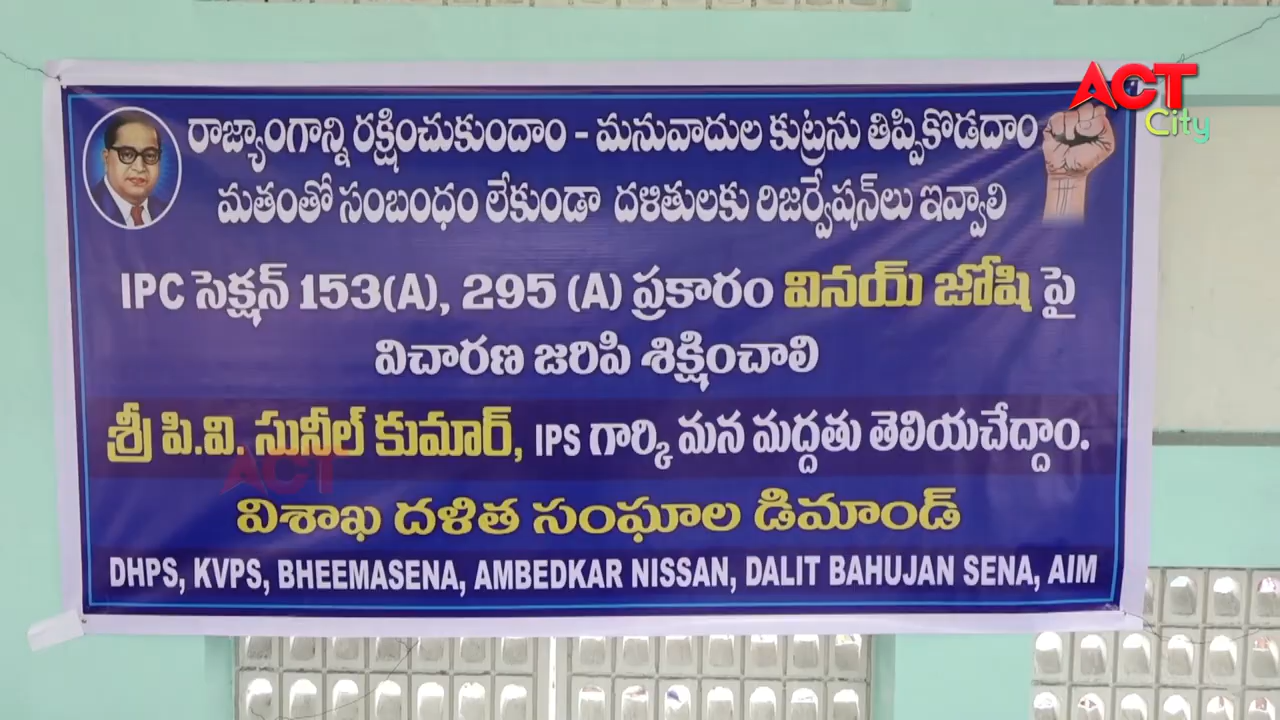 ACT
City
రాజ్యాంగాన్ని రక్షించుకుందాం - మనువాదుల కుట్రను తిప్పికొడదాం
మతంతో సంబంధం లేకుండా దళితులకు రిజర్వేషన్‌లు ఇవ్వాలి
IPC సెక్షన్ 153(A), 295 (A) ప్రకారం వినయ్ జోషి పై
విచారణ జరిపి శిక్షించాలి
శ్రీ పి.వి. సునీల్ కుమార్, IPS గార్కి మన మద్దతు తెలియచేద్దాం.
ACT
విశాఖ దళిత సంఘాల డిమాండ్
DHPS, KVPS, BHEEMASENA, AMBEDKAR NISSAN, DALIT BAHUJAN SENA, AIM